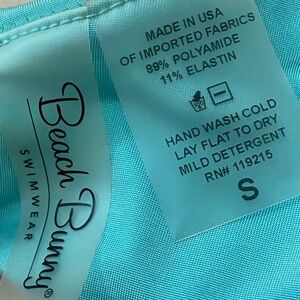 Beach Bunny®
SWIMWEAR
MADE IN USA
OF IMPORTED FABRICS
89% POLYAMIDE
11% ELASTIN
HAND WASH COLD
LAY FLAT TO DRY
MILD DETERGENT
RN# 119215
S